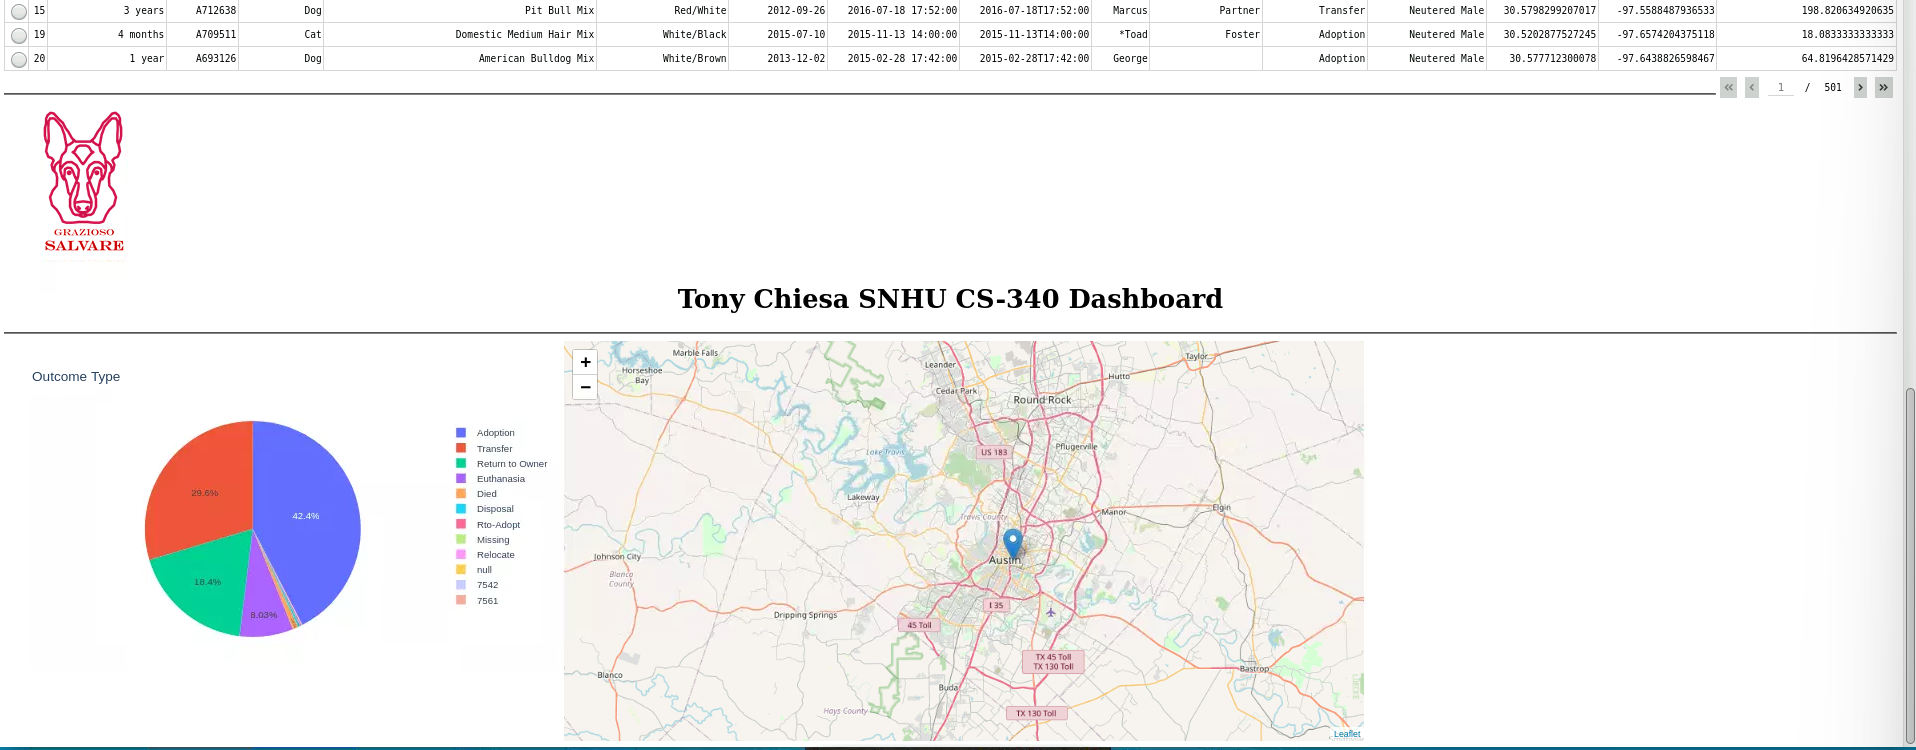 15 3 years A712638 Dog Pit Bull Mix Red/White 2012-09-26 2016-07-18 17:52:00 2016-07-18T17:52:00 Marcus Partner Transfer Neutered Male 30.5798299207017 -97.5588487936533 198.820634920635
19 4 months A709511 Cat Domestic Medium Hair Mix White/Black 2015-07-10 2015-11-13 14:00:00 2015-11-13T14:00:00 *Toad Foster Adoption Neutered Male 30.5202877527245 -97.6574204375118 18.0833333333333
20 1 year A693126 Dog American Bulldog Mix White/Brown 2013-12-02 2015-02-28 17:42:00 2015-02-28T17:42:00 George Adoption Neutered Male 30.577712300078 -97.6438826598467 64.8196428571429
« ‹ 1 / 501 › »
GRAZIOSO
SALVARE
Tony Chiesa SNHU CS-340 Dashboard
Outcome Type
29.6%
42.4%
18.4%
8.03%
Adoption
Transfer
Return to Owner
Euthanasia
Died
Disposal
Rto-Adopt
Missing
Relocate
null
7542
7561
+
−
Marble Falls
Horseshoe
Bay
Leander
Taylor
Hutto
Cedar Park
Round Rock
Pflugerville
US 183
Lake Travis
Lakeway
Travis County
Manor
Elgin
Johnson City
Austin
Blanco
County
I 35
Dripping Springs
45 Toll
TX 45 Toll
TX 130 Toll
Bastrop
Blanco
Buda
Hays County
TX 130 Toll
Leaflet